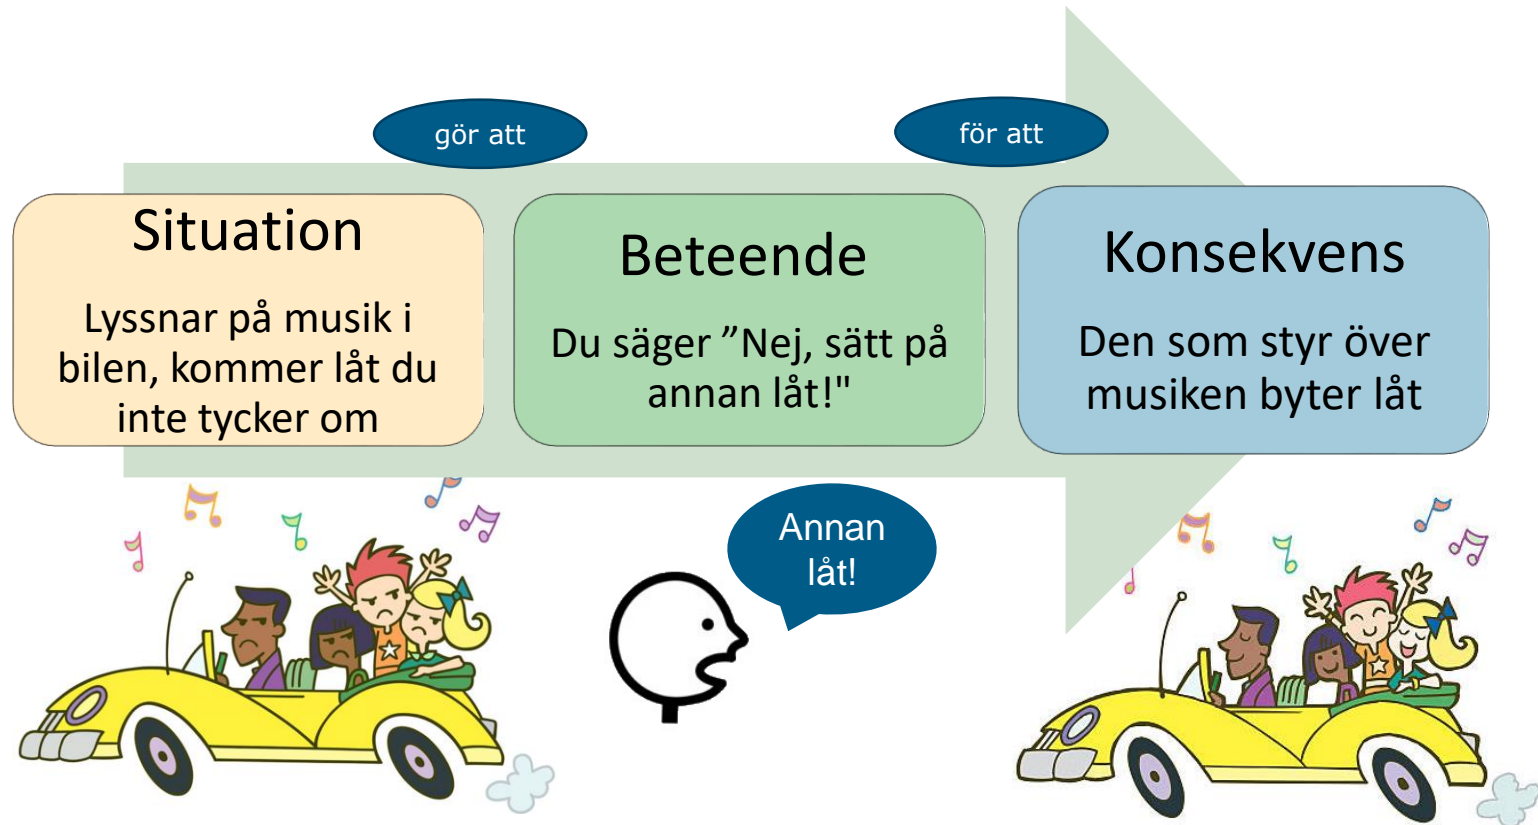 gör att
för att
Situation
Lyssnar på musik i
bilen, kommer låt du
inte tycker om
Beteende
Du säger ”Nej, sätt på
annan låt!"
Konsekvens
Den som styr över
musiken byter låt
Annan
låt!